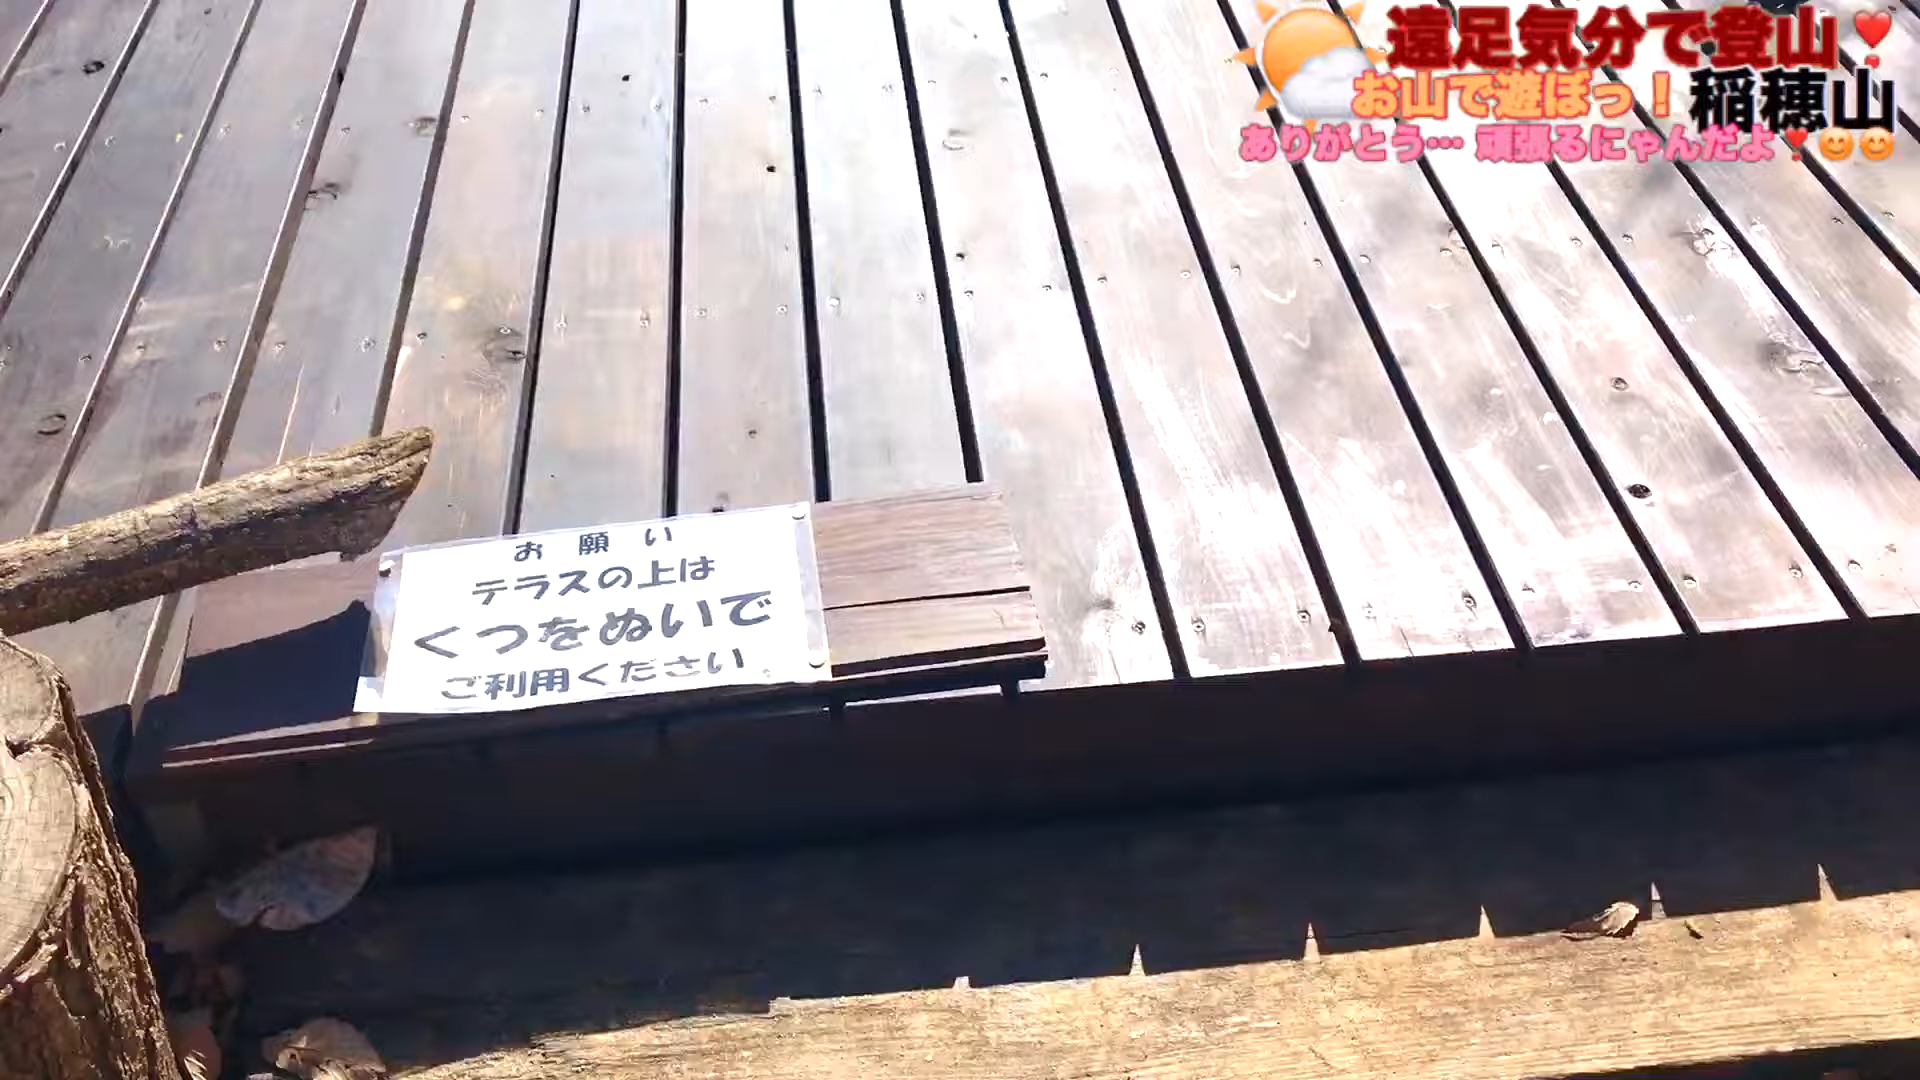 遠足気分で登山❣
お山で遊ぼっ！稲穂山
ありがとう… 頑張るにゃんだよ❣😊😊
お願い
テラスの上は
くつをぬいで
ご利用ください。